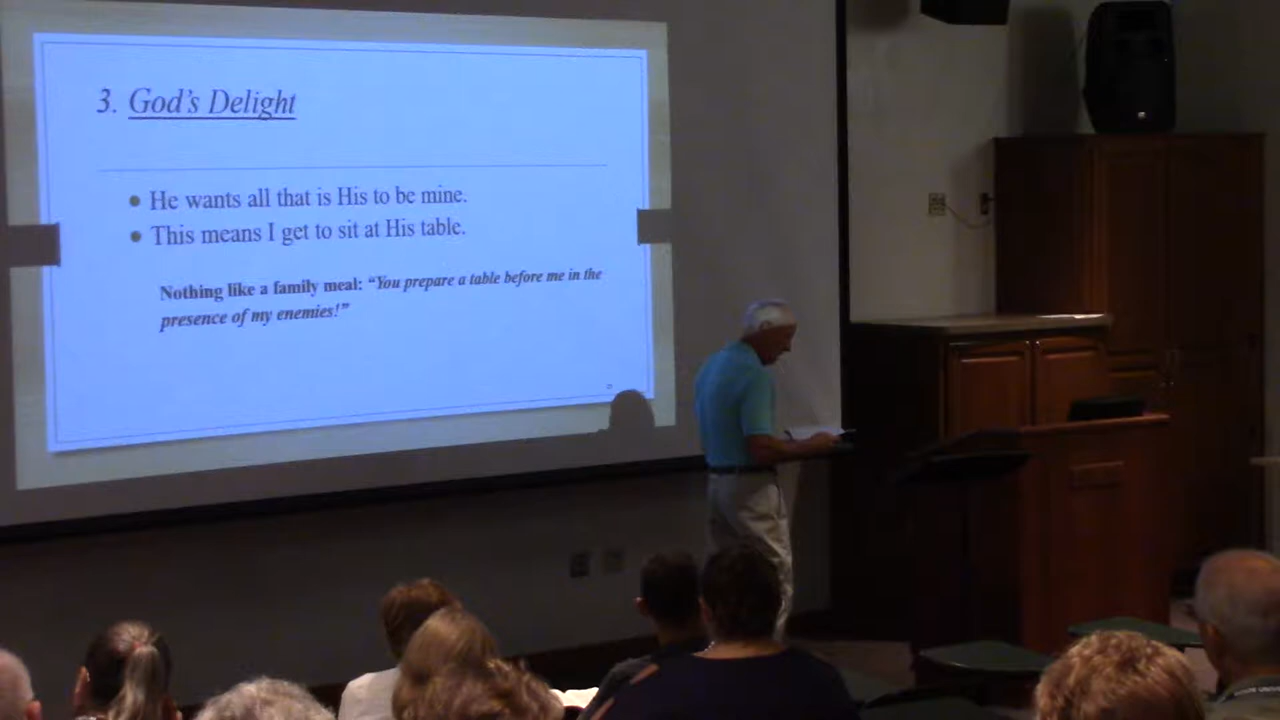 3. God's Delight
• He wants all that is His to be mine.
• This means I get to sit at His table.
Nothing like a family meal: “You prepare a table before me in the
presence of my enemies!”